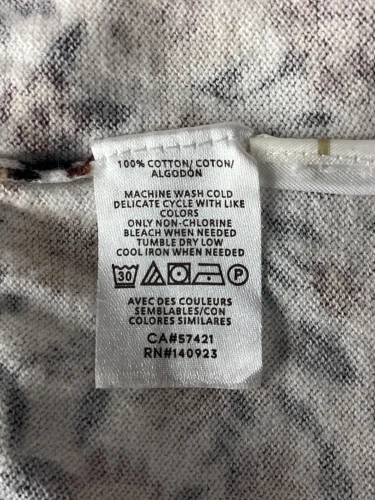 100% COTTON/ COTON/
ALGODÓN
MACHINE WASH COLD
DELICATE CYCLE WITH LIKE
COLORS
ONLY NON-CHLORINE
BLEACH WHEN NEEDED
TUMBLE DRY LOW
COOL IRON WHEN NEEDED
30 P
AVEC DES COULEURS
SEMBLABLES/CON
COLORES SIMILARES
CA#57421
RN#140923